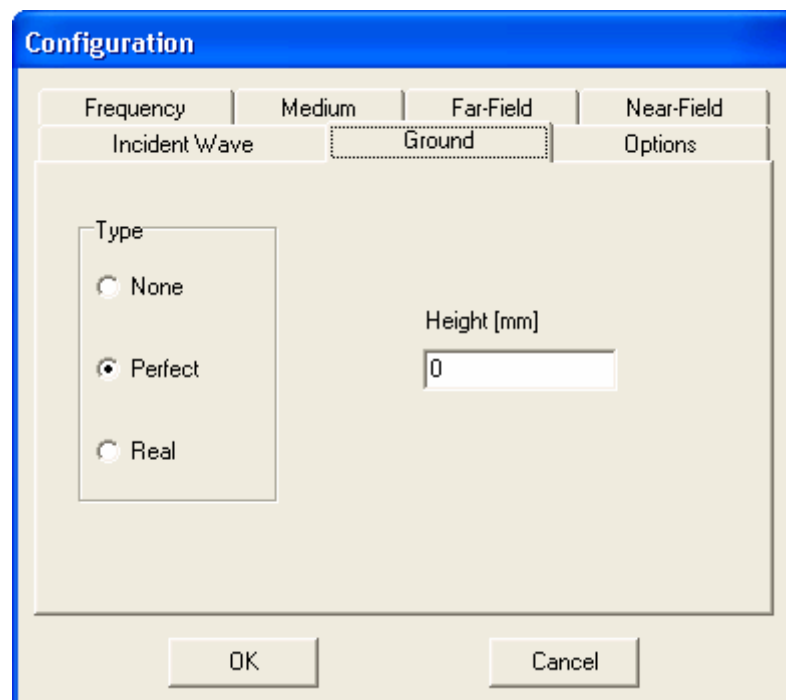 Configuration
Frequency Medium Far-Field Near-Field
Incident Wave Ground Options
Type
None
Height [mm]
Perfect
0
Real
OK Cancel